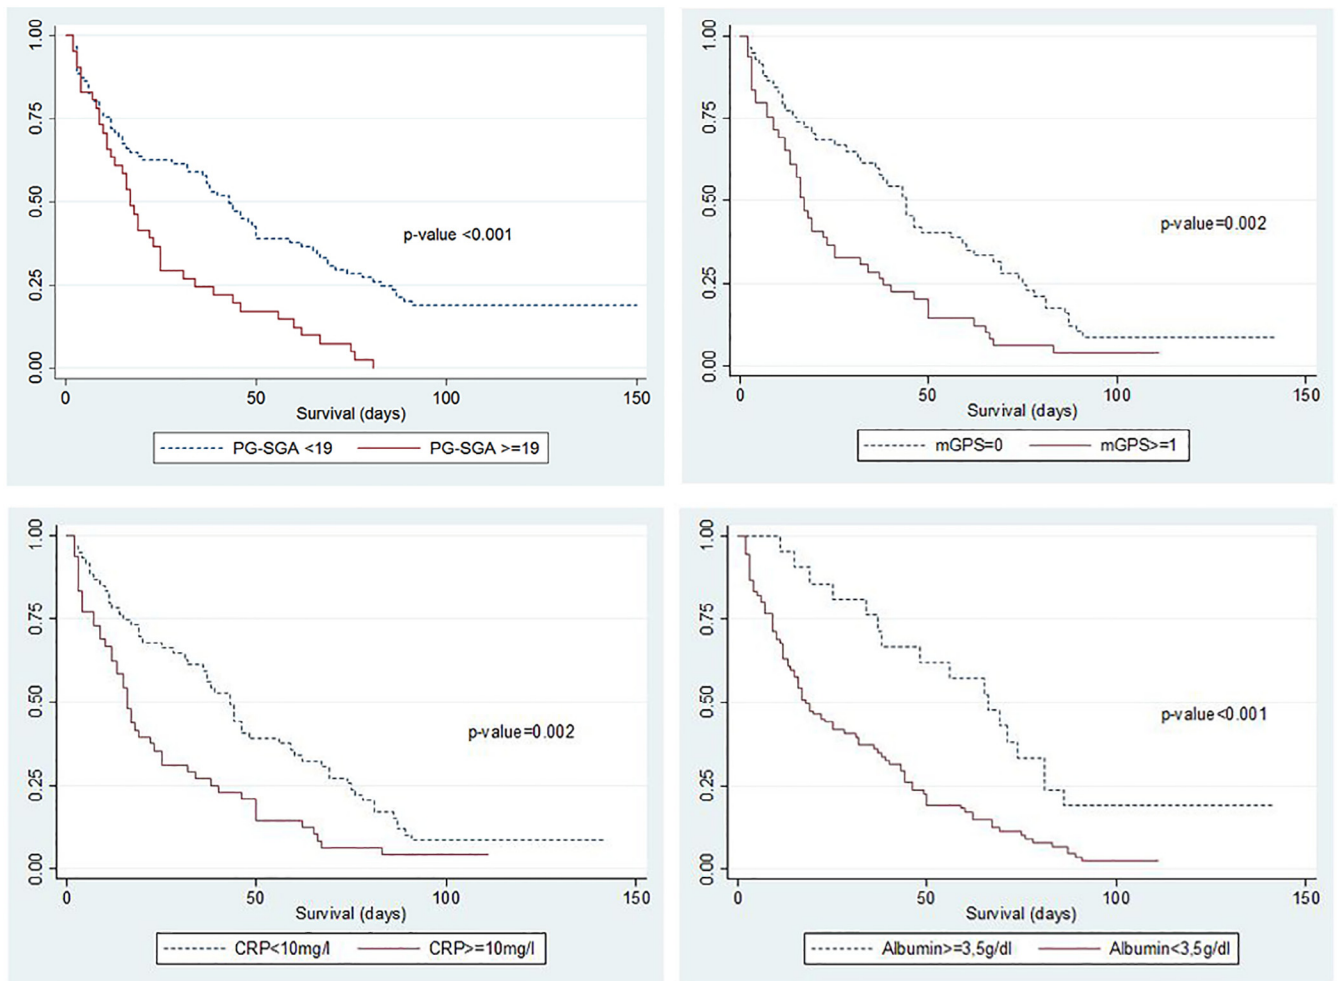 1.00
0.75
0.50
0.25
0.00
p-value <0.001
0 50 100 150
Survival (days)
PG-SGA <19 PG-SGA >=19
1.00
0.75
0.50
0.25
0.00
p-value=0.002
0 50 100 150
Survival (days)
mGPS=0 mGPS>=1
1.00
0.75
0.50
0.25
0.00
p-value=0.002
0 50 100 150
Survival (days)
CRP<10mg/l CRP>=10mg/l
1.00
0.75
0.50
0.25
0.00
p-value<0.001
0 50 100 150
Survival (days)
Albumin>=3,5g/dl Albumin<3,5g/dl